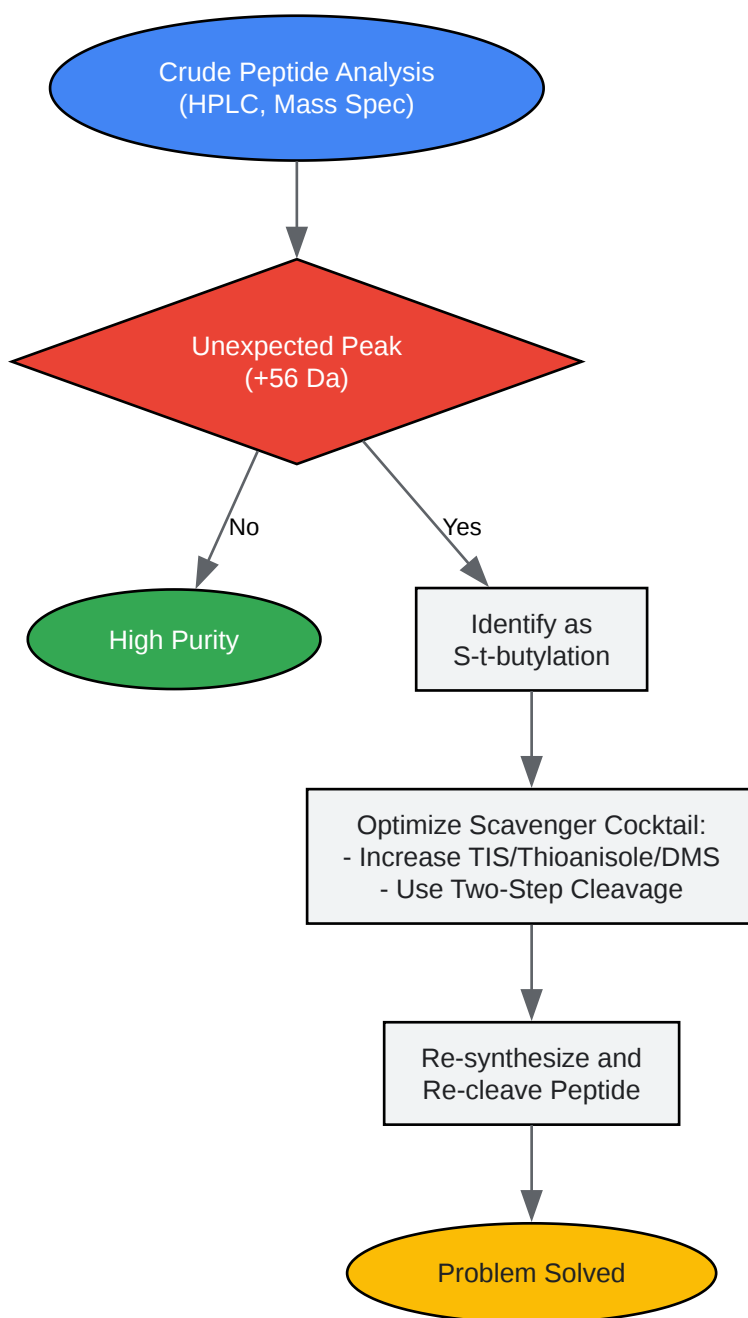 Crude Peptide Analysis
(HPLC, Mass Spec)
Unexpected Peak
(+56 Da)
No
Yes
High Purity
Identify as
S-t-butylation
Optimize Scavenger Cocktail:
- Increase TIS/Thioanisole/DMS
- Use Two-Step Cleavage
Re-synthesize and
Re-cleave Peptide
Problem Solved